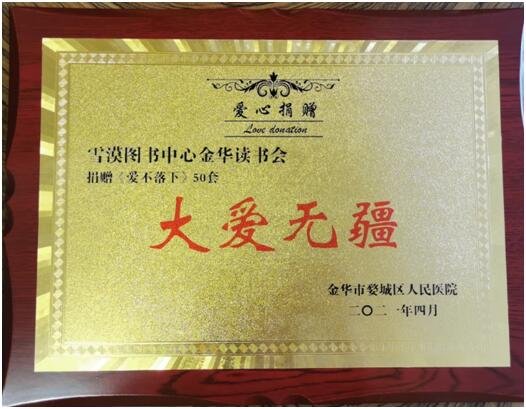 爱心捐赠
Love donation
雪漠图书中心金华读书会
捐赠《爱不落下》50套
大爱无疆
金华市婺城区人民医院
二〇二一年四月